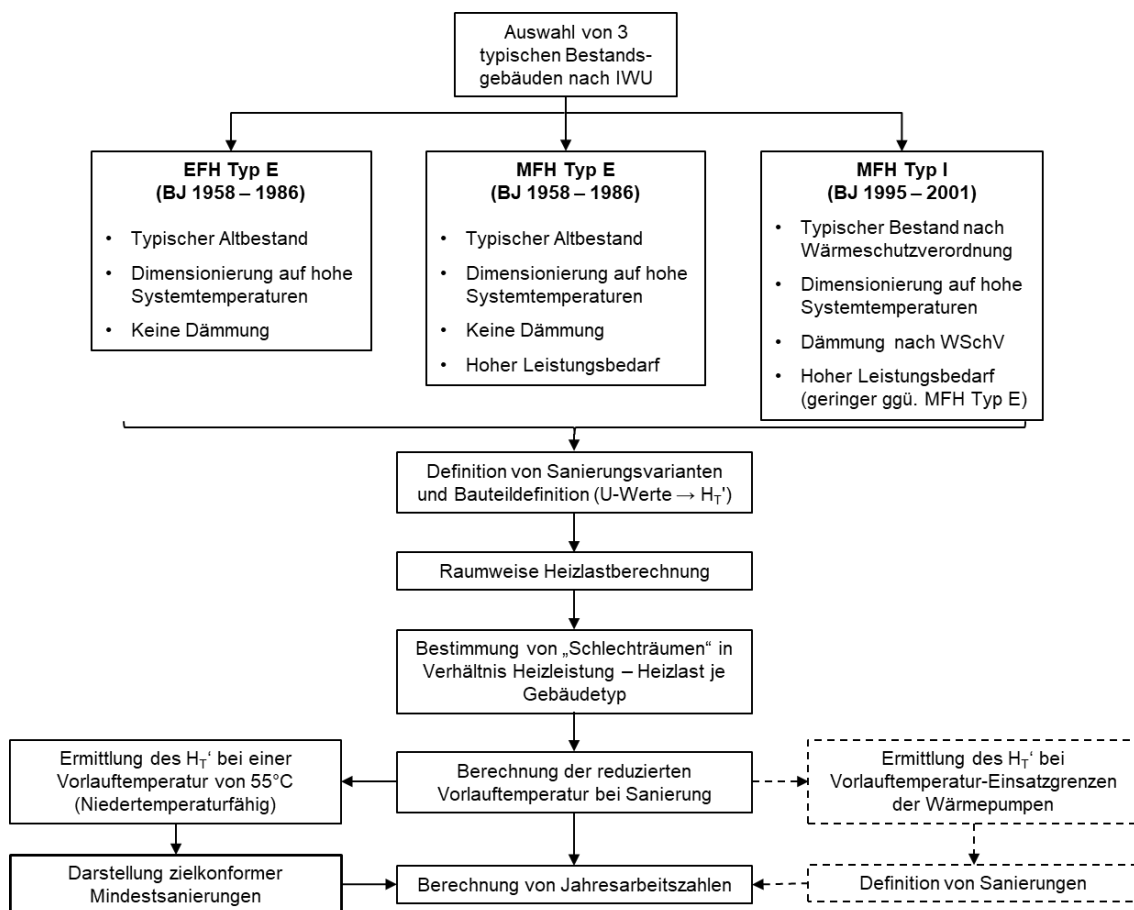 Auswahl von 3
typischen Bestands-
gebäuden nach IWU
EFH Typ E
(BJ 1958 – 1986)
• Typischer Altbestand
• Dimensionierung auf hohe
Systemtemperaturen
• Keine Dämmung
MFH Typ E
(BJ 1958 – 1986)
• Typischer Altbestand
• Dimensionierung auf hohe
Systemtemperaturen
• Keine Dämmung
• Hoher Leistungsbedarf
MFH Typ I
(BJ 1995 – 2001)
• Typischer Bestand nach
Wärmeschutzverordnung
• Dimensionierung auf hohe
Systemtemperaturen
• Dämmung nach WSchV
• Hoher Leistungsbedarf
(geringer ggü. MFH Typ E)
Definition von Sanierungsvarianten
und Bauteildefinition (U-Werte → H_T')
Raumweise Heizlastberechnung
Bestimmung von „Schlechträumen“ in
Verhältnis Heizleistung – Heizlast je
Gebäudetyp
Ermittlung des H_T‘ bei einer
Vorlauftemperatur von 55°C
(Niedertemperaturfähig)
Berechnung der reduzierten
Vorlauftemperatur bei Sanierung
Ermittlung des H_T‘ bei
Vorlauftemperatur-Einsatzgrenzen
der Wärmepumpen
Darstellung zielkonformer
Mindestsanierungen
Berechnung von Jahresarbeitszahlen
Definition von Sanierungen